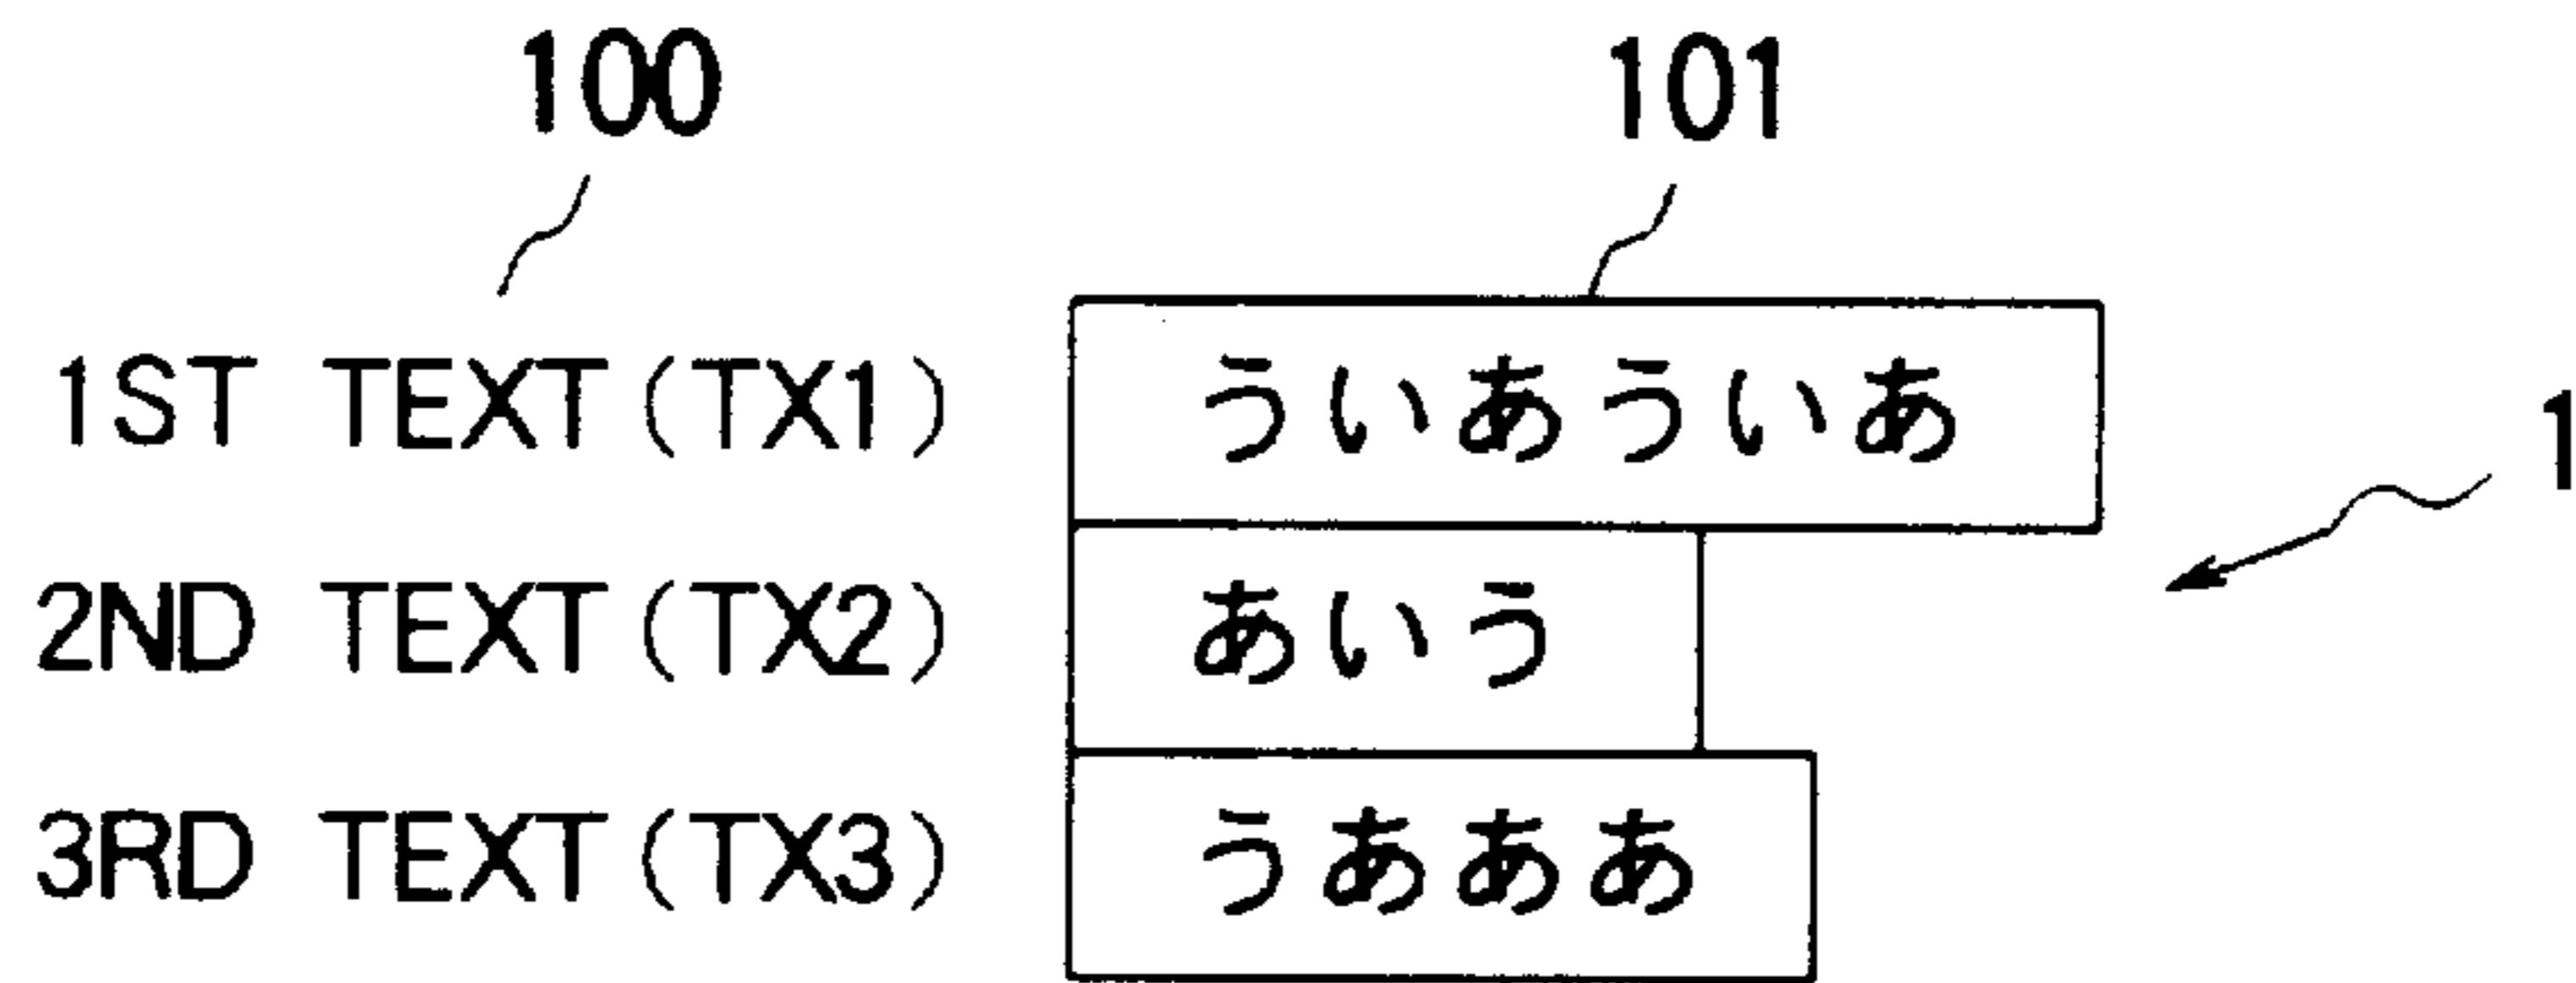 100 101
1ST TEXT(TX1) ういあういあ
1
2ND TEXT(TX2) あいう
3RD TEXT(TX3) うあああ